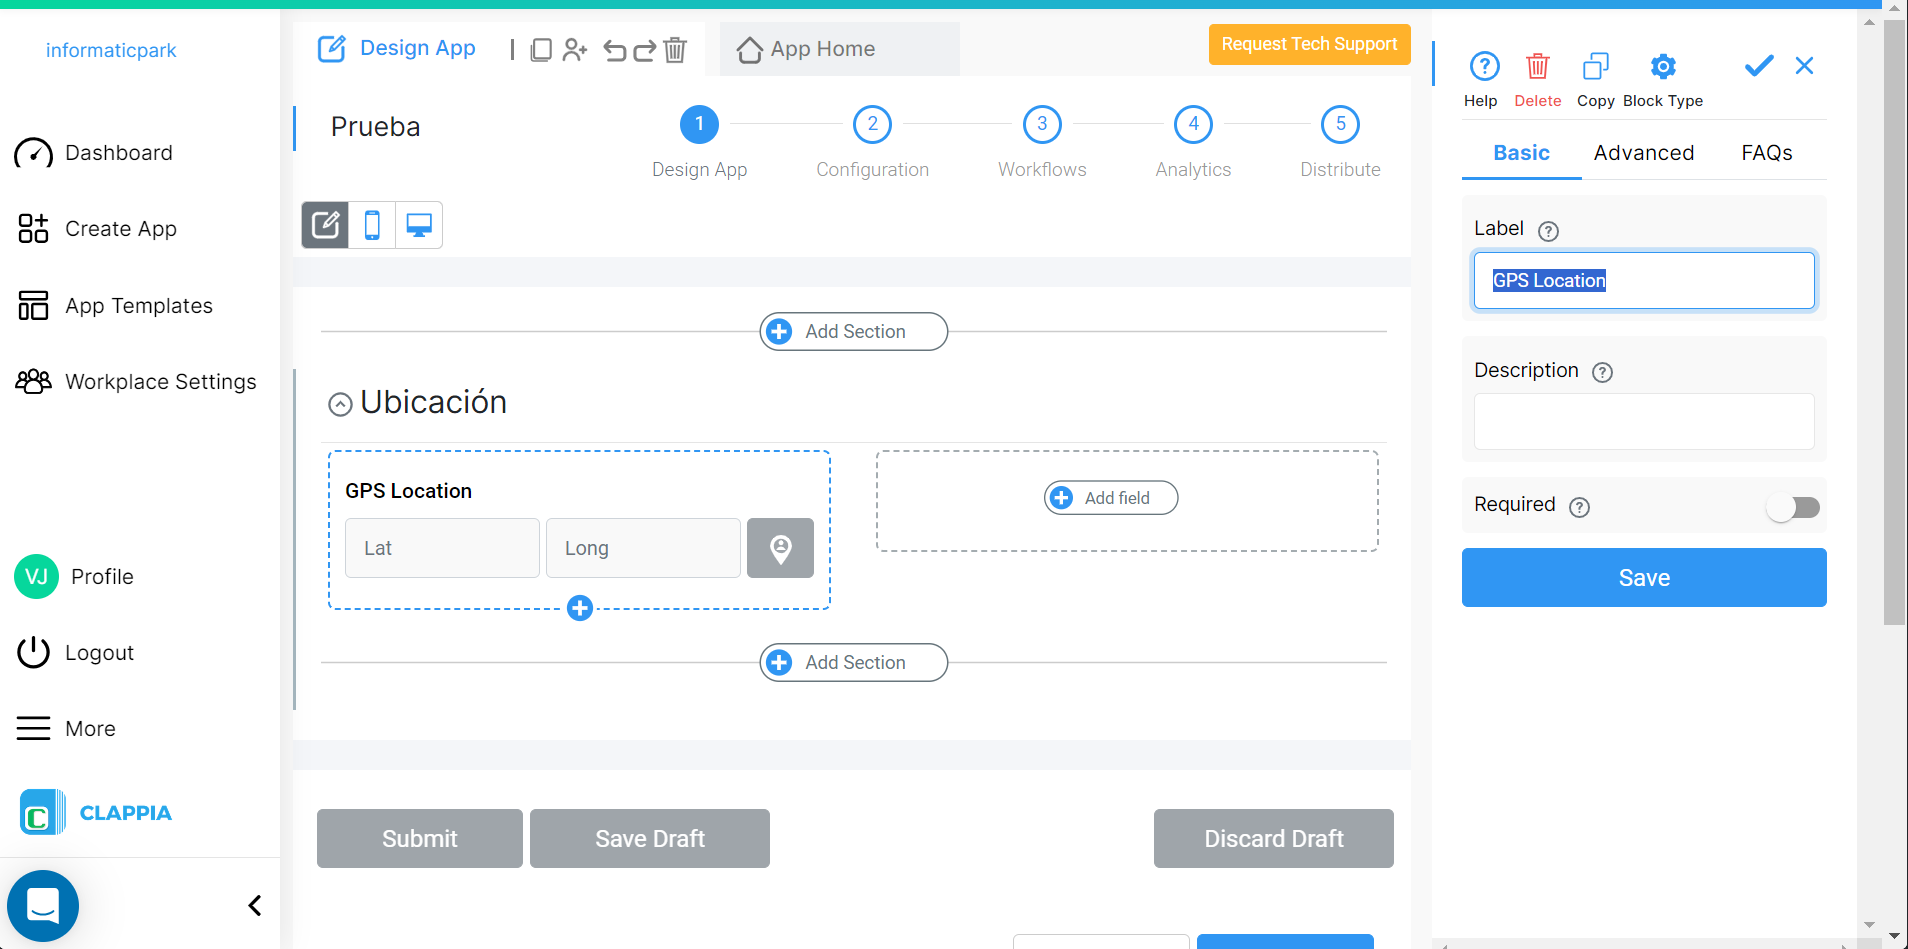 informaticpark
Dashboard
Create App
App Templates
Workplace Settings
VJ Profile
Logout
More
C CLAPPIA
Design App
App Home
Request Tech Support
Prueba
1 2 3 4 5
Design App Configuration Workflows Analytics Distribute
Add Section
Ubicación
GPS Location
Lat Long
Add field
Add Section
Submit Save Draft Discard Draft
? Help Delete Copy Block Type
Basic Advanced FAQs
Label ?
GPS Location
Description ?
Required ?
Save